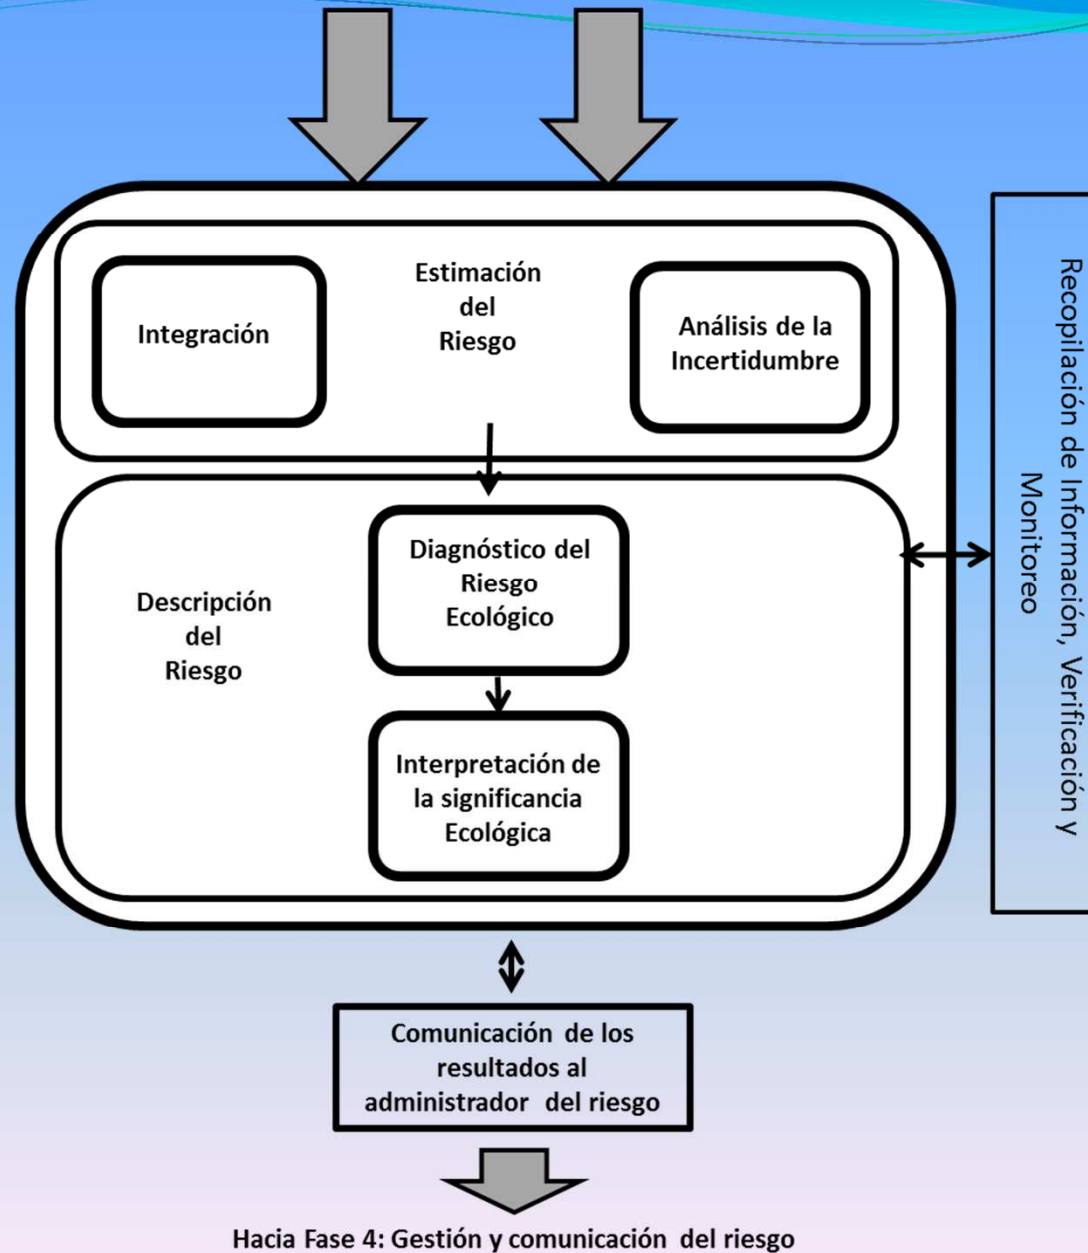 Integración
Estimación
del
Riesgo
Análisis de la
Incertidumbre
Descripción
del
Riesgo
Diagnóstico del
Riesgo
Ecológico
Interpretación de
la significancia
Ecológica
Recopilación de Información, Verificación y
Monitoreo
Comunicación de los
resultados al
administrador del riesgo
Hacia Fase 4: Gestión y comunicación del riesgo